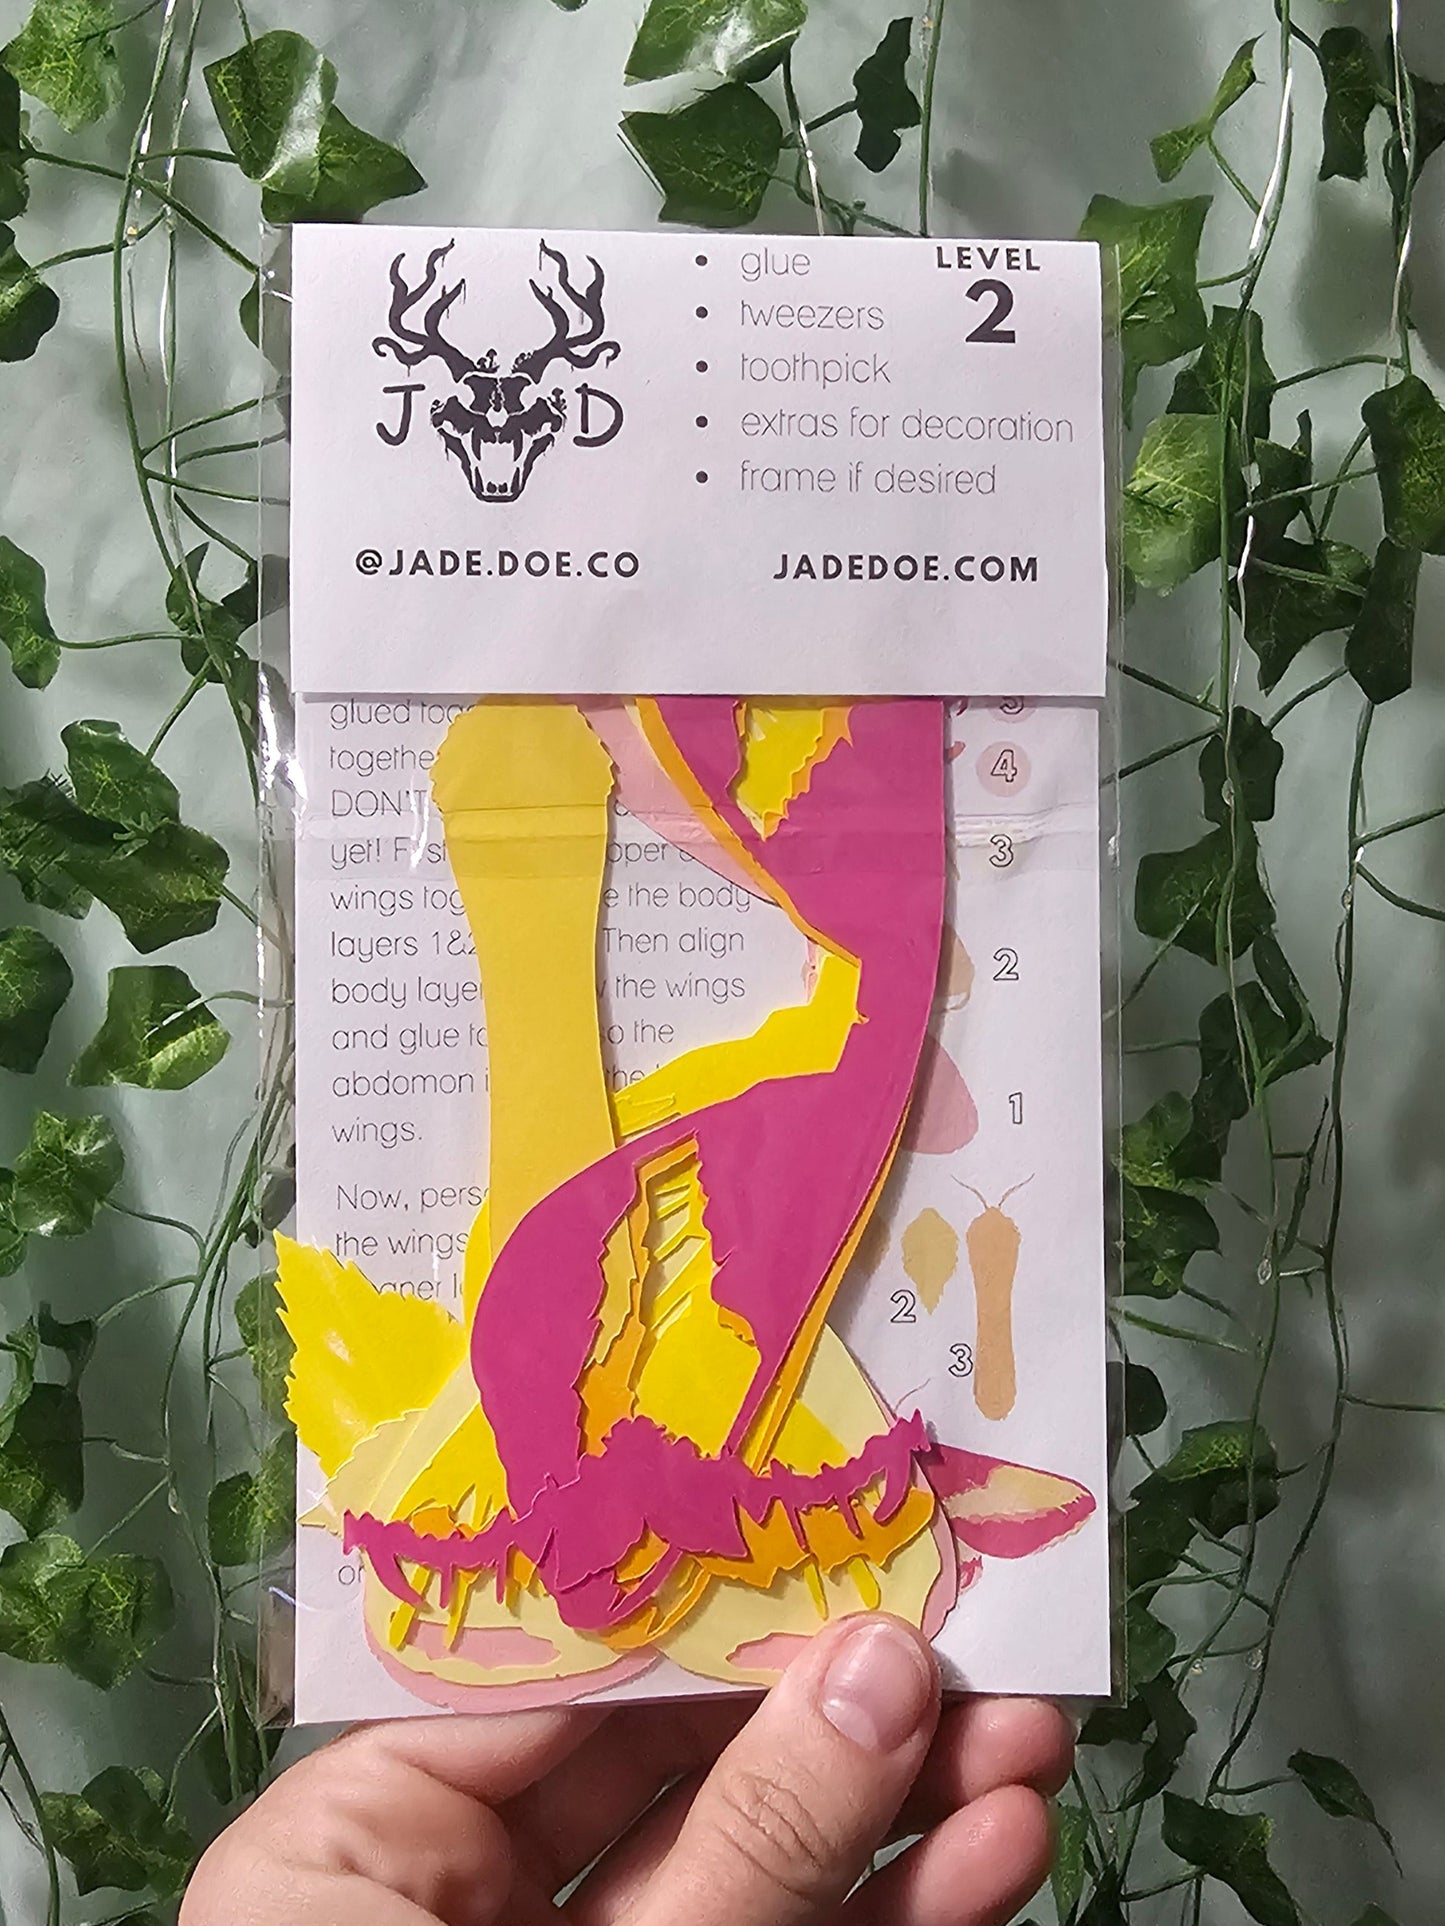 J D
@JADE.DOE.CO
• glue
• tweezers
• toothpick
• extras for decoration
• frame if desired
LEVEL
2
JADEDOE.COM
glued
DON'T
yet!
wings the body
layers Then align
body the wings
and glue the
abdomon
wings.
Now,
the wings
3
4
3
2
1
2
3